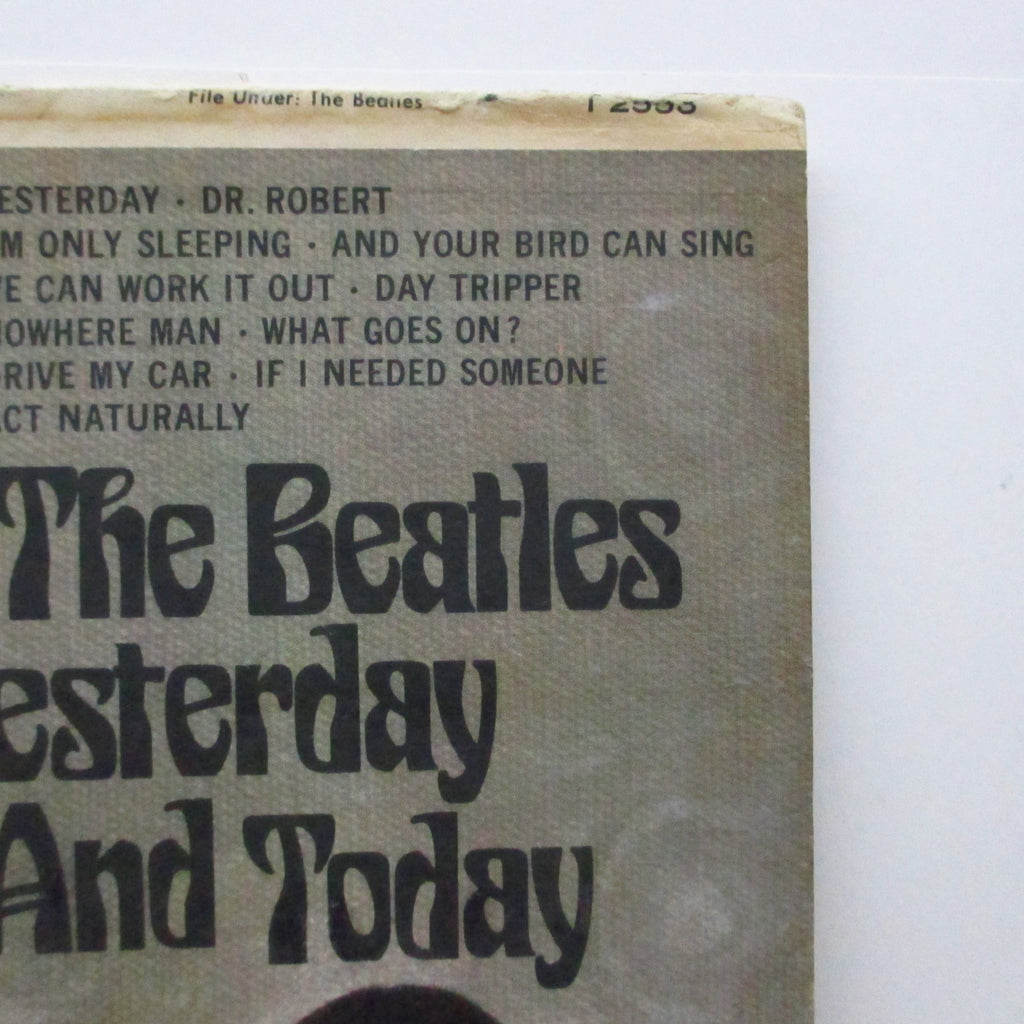 File Under: The Beatles T 2553
ESTERDAY · DR. ROBERT
'M ONLY SLEEPING · AND YOUR BIRD CAN SING
E CAN WORK IT OUT · DAY TRIPPER
OWHERE MAN · WHAT GOES ON?
RIVE MY CAR · IF I NEEDED SOMEONE
CT NATURALLY
The Beatles
esterday
And Today